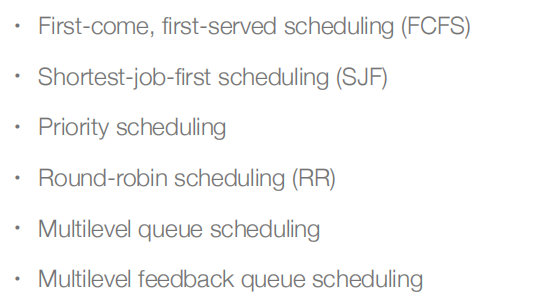 • First-come, first-served scheduling (FCFS)
• Shortest-job-first scheduling (SJF)
• Priority scheduling
• Round-robin scheduling (RR)
• Multilevel queue scheduling
• Multilevel feedback queue scheduling